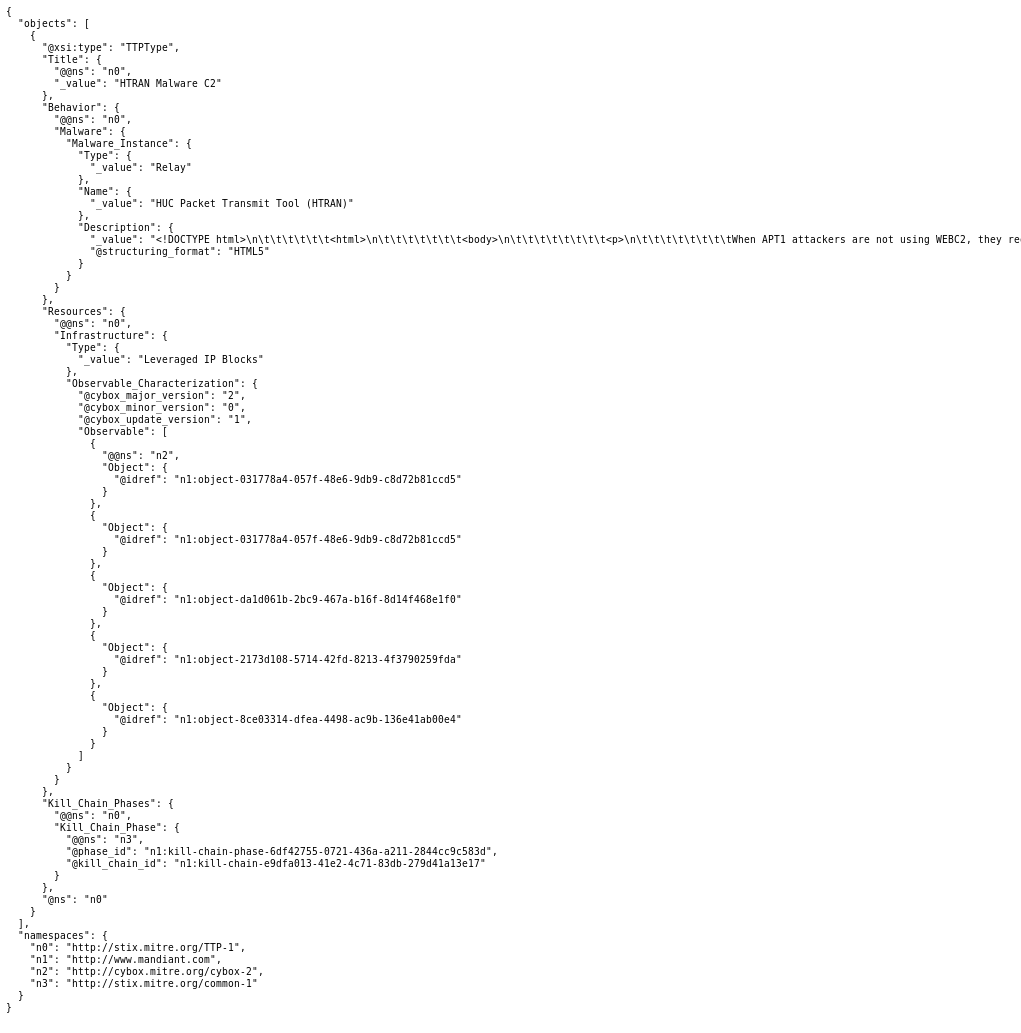 {
  "objects": [
    {
      "@xsi:type": "TTPType",
      "Title": {
        "@@ns": "n0",
        "_value": "HTRAN Malware C2"
      },
      "Behavior": {
        "@@ns": "n0",
        "Malware": {
          "Malware_Instance": {
            "Type": {
              "_value": "Relay"
            },
            "Name": {
              "_value": "HUC Packet Transmit Tool (HTRAN)"
            },
            "Description": {
              "_value": "<!DOCTYPE html>\n\t\t\t\t\t\t<html>\n\t\t\t\t\t\t\t<body>\n\t\t\t\t\t\t\t\t<p>\n\t\t\t\t\t\t\t\tWhen APT1 attackers are not using WEBC2, they
              "@structuring_format": "HTML5"
            }
          }
        }
      },
      "Resources": {
        "@@ns": "n0",
        "Infrastructure": {
          "Type": {
            "_value": "Leveraged IP Blocks"
          },
          "Observable_Characterization": {
            "@cybox_major_version": "2",
            "@cybox_minor_version": "0",
            "@cybox_update_version": "1",
            "Observable": [
              {
                "@@ns": "n2",
                "Object": {
                  "@idref": "n1:object-031778a4-057f-48e6-9db9-c8d72b81ccd5"
                }
              },
              {
                "Object": {
                  "@idref": "n1:object-031778a4-057f-48e6-9db9-c8d72b81ccd5"
                }
              },
              {
                "Object": {
                  "@idref": "n1:object-da1d061b-2bc9-467a-b16f-8d14f468e1f0"
                }
              },
              {
                "Object": {
                  "@idref": "n1:object-2173d108-5714-42fd-8213-4f3790259fda"
                }
              },
              {
                "Object": {
                  "@idref": "n1:object-8ce03314-dfea-4498-ac9b-136e41ab00e4"
                }
              }
            ]
          }
        }
      },
      "Kill_Chain_Phases": {
        "@@ns": "n0",
        "Kill_Chain_Phase": {
          "@@ns": "n3",
          "@phase_id": "n1:kill-chain-phase-6df42755-0721-436a-a211-2844cc9c583d",
          "@kill_chain_id": "n1:kill-chain-e9dfa013-41e2-4c71-83db-279d41a13e17"
        }
      },
      "@ns": "n0"
    }
  ],
  "namespaces": {
    "n0": "http://stix.mitre.org/TTP-1",
    "n1": "http://www.mandiant.com",
    "n2": "http://cybox.mitre.org/cybox-2",
    "n3": "http://stix.mitre.org/common-1"
  }
}